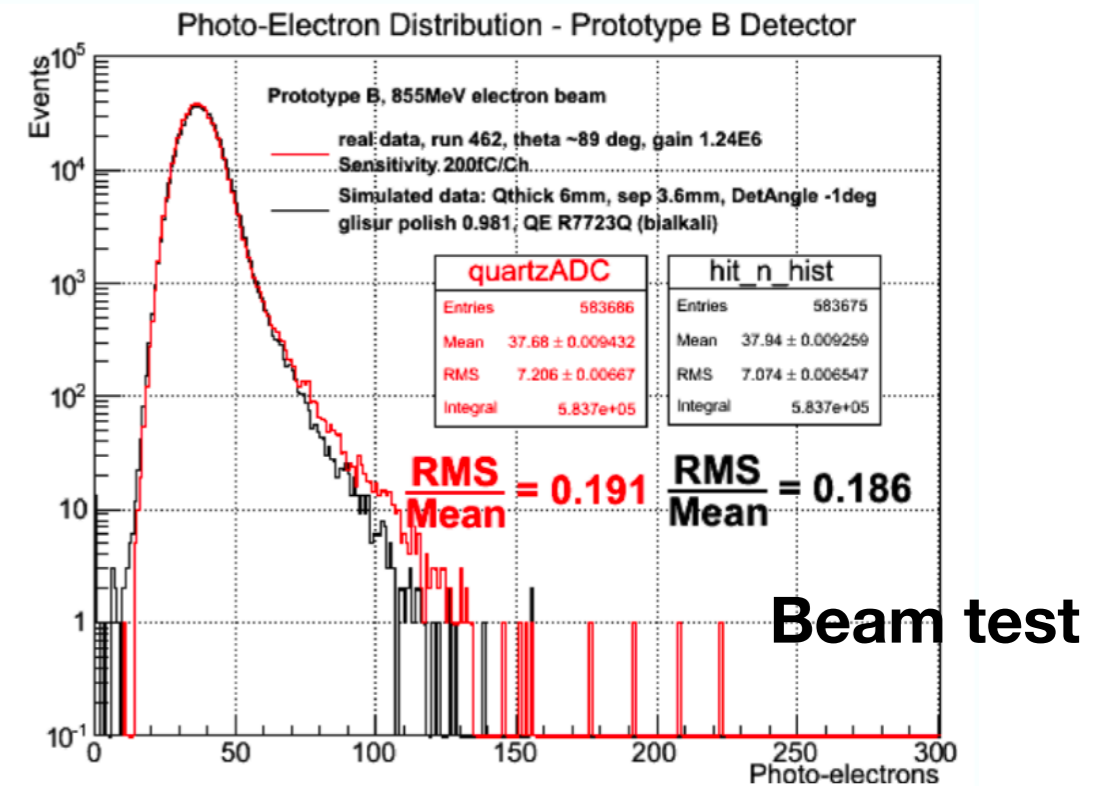 Photo-Electron Distribution - Prototype B Detector
Events
10^5
10^4
10^3
10^2
10
1
10^-1
Prototype B, 855MeV electron beam
real data, run 462, theta ~89 deg, gain 1.24E6
Sensitivity 200fC/Ch
Simulated data: Qthick 6mm, sep 3.6mm, DetAngle -1deg
glisur polish 0.981, QE R7723Q (bialkali)
quartzADC
Entries 583686
Mean 37.68 ± 0.009432
RMS 7.206 ± 0.00667
Integral 5.837e+05
hit_n_hist
Entries 583675
Mean 37.94 ± 0.009259
RMS 7.074 ± 0.006547
Integral 5.837e+05
RMS
Mean = 0.191
RMS
Mean = 0.186
Beam test
0 50 100 150 200 250 300
Photo-electrons